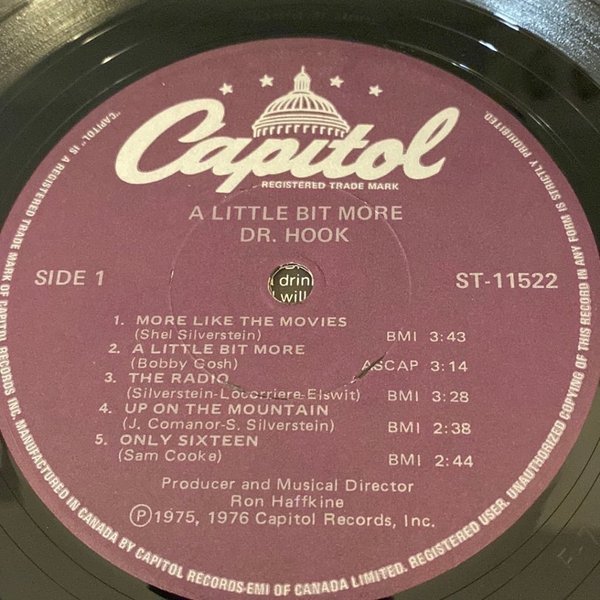 Capitol
REGISTERED TRADE MARK
A LITTLE BIT MORE
DR. HOOK
SIDE 1
ST-11522
drin
will
1. MORE LIKE THE MOVIES
(Shel Silverstein) BMI 3:43
2. A LITTLE BIT MORE
(Bobby Gosh) ASCAP 3:14
3. THE RADIO
(Silverstein-Locorriere-Elswit) BMI 3:28
4. UP ON THE MOUNTAIN
(J. Comanor-S. Silverstein) BMI 2:38
5. ONLY SIXTEEN
(Sam Cooke) BMI 2:44
Producer and Musical Director
Ron Haffkine
Ⓟ1975, 1976 Capitol Records, Inc.
"CAPITOL" IS A REGISTERED TRADE MARK OF CAPITOL RECORDS INC. MANUFACTURED IN CANADA BY CAPITOL RECORDS-EMI OF CANADA LIMITED. REGISTERED USER. UNAUTHORIZED COPYING OF THIS RECORD IN ANY FORM IS STRICTLY PROHIBITED.